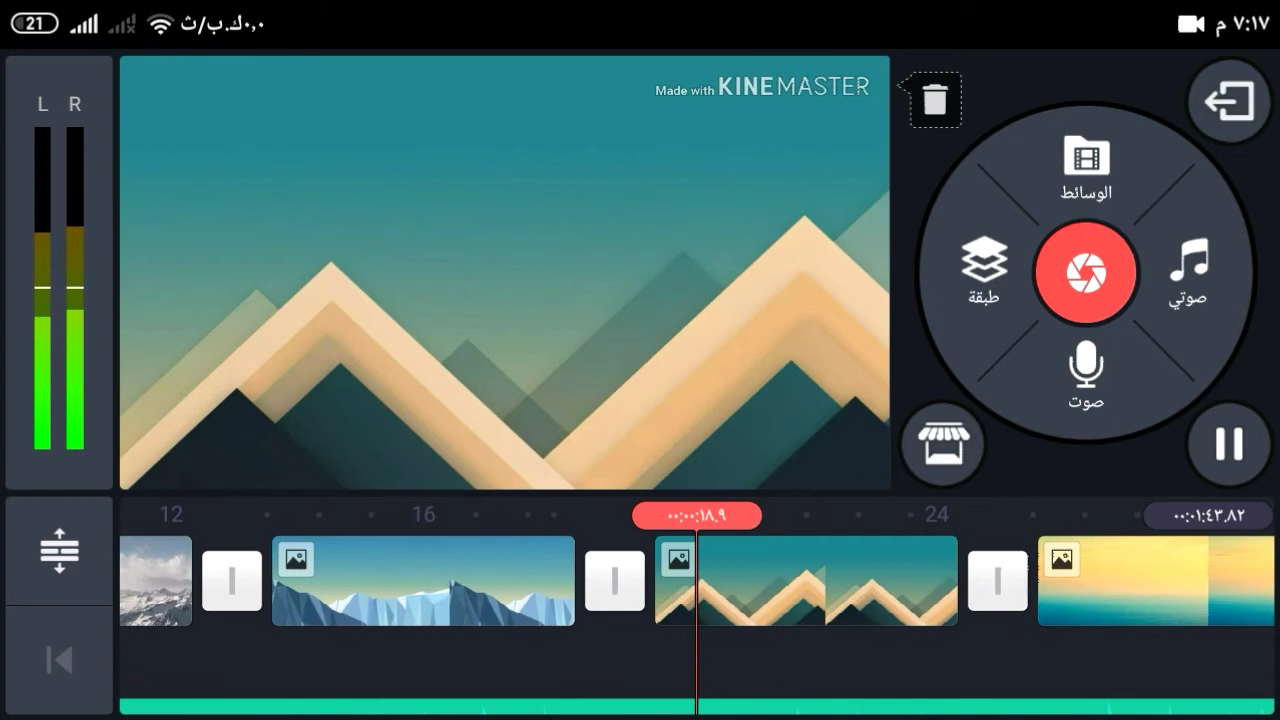 21 ٠,٠ك.ب/ث ٧:١٧ م
L R
Made with KINEMASTER
الوسائط
طبقة
صوتي
صوت
12 16 ٠٠:٠٠:١٨.٩ 24 ٠٠:٠١:٤٣.٨٢